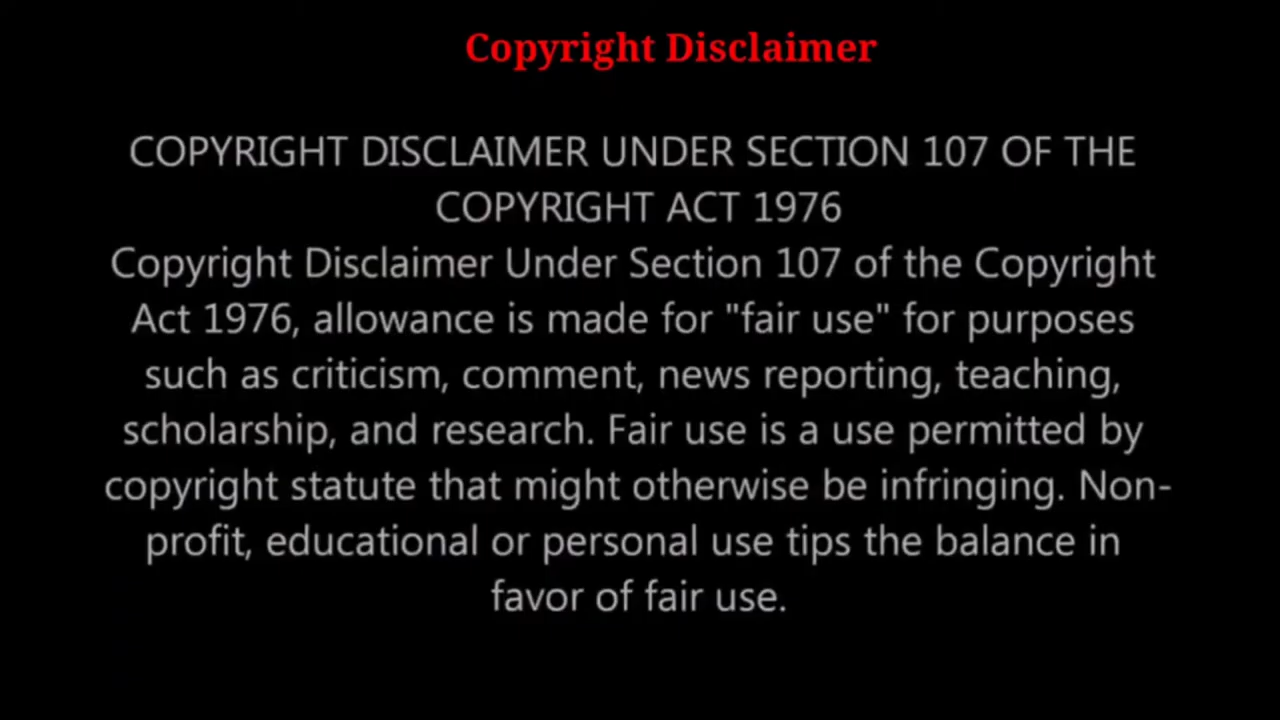 Copyright Disclaimer
COPYRIGHT DISCLAIMER UNDER SECTION 107 OF THE
COPYRIGHT ACT 1976
Copyright Disclaimer Under Section 107 of the Copyright
Act 1976, allowance is made for "fair use" for purposes
such as criticism, comment, news reporting, teaching,
scholarship, and research. Fair use is a use permitted by
copyright statute that might otherwise be infringing. Non-
profit, educational or personal use tips the balance in
favor of fair use.